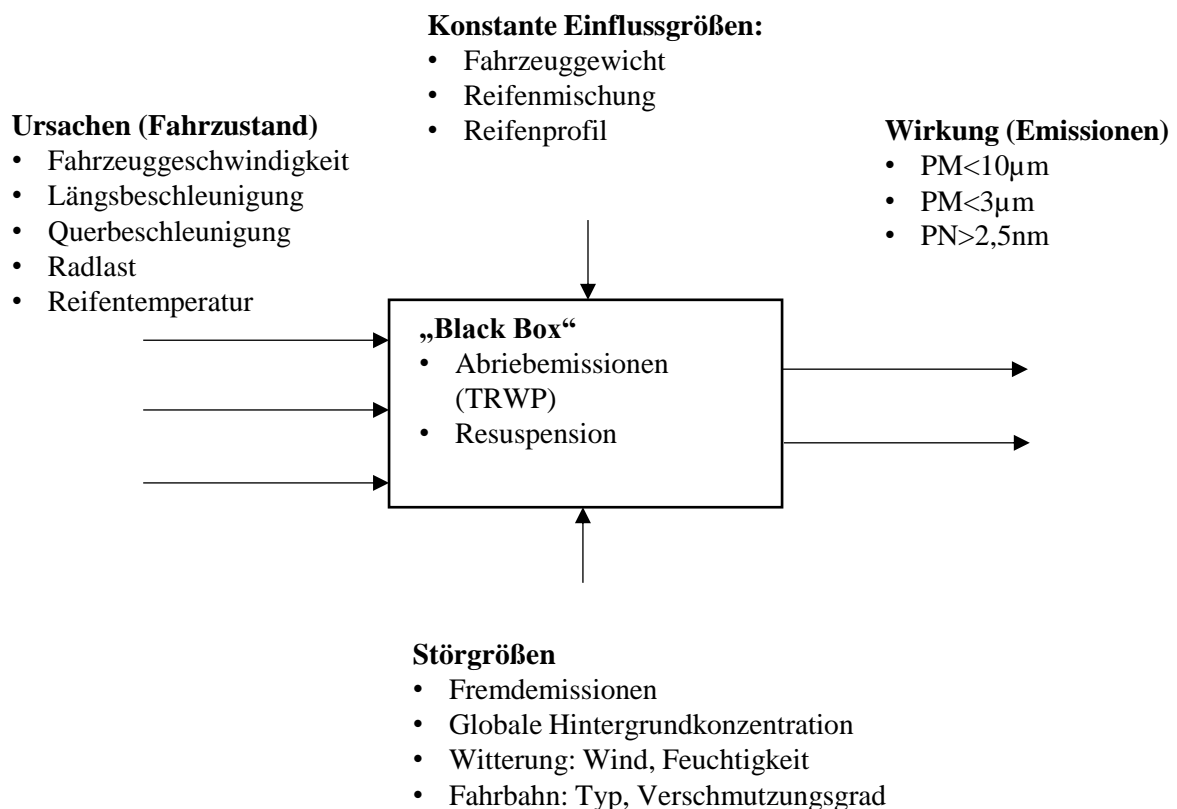 Konstante Einflussgrößen:
• Fahrzeuggewicht
• Reifenmischung
• Reifenprofil
Ursachen (Fahrzustand)
• Fahrzeuggeschwindigkeit
• Längsbeschleunigung
• Querbeschleunigung
• Radlast
• Reifentemperatur
Wirkung (Emissionen)
• PM<10µm
• PM<3µm
• PN>2,5nm
„Black Box“
• Abriebemissionen
(TRWP)
• Resuspension
Störgrößen
• Fremdemissionen
• Globale Hintergrundkonzentration
• Witterung: Wind, Feuchtigkeit
• Fahrbahn: Typ, Verschmutzungsgrad